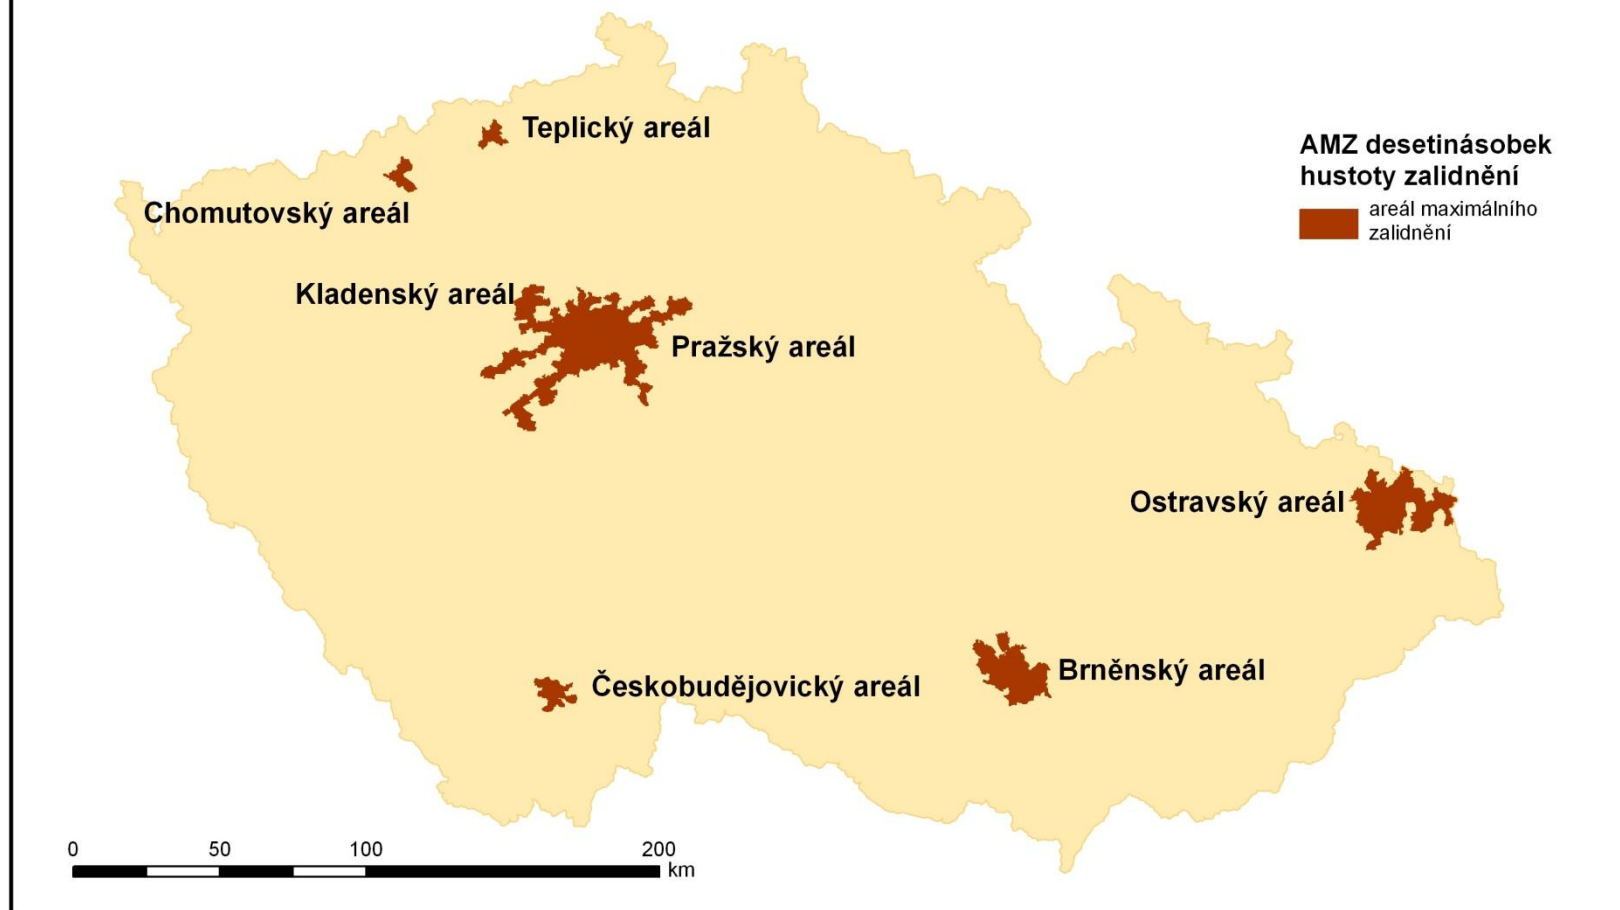 Teplický areál
AMZ desetinásobek
hustoty zalidnění
areál maximálního
zalidnění
Chomutovský areál
Kladenský areál
Pražský areál
Ostravský areál
Brněnský areál
Českobudějovický areál
0 50 100 200
km